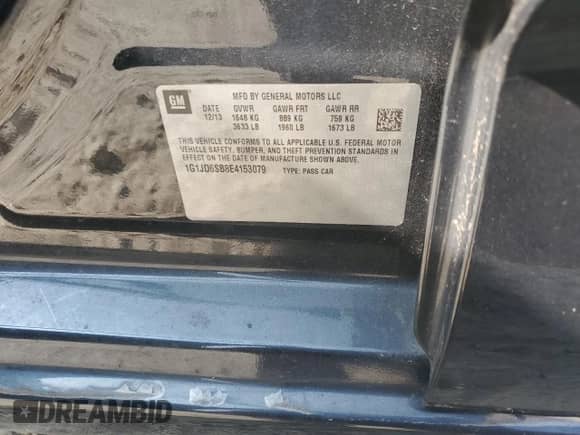 GM
MFD BY GENERAL MOTORS LLC
DATE GVWR GAWR FRT GAWR RR
12/13 1648 KG 889 KG 759 KG
3633 LB 1960 LB 1673 LB
THIS VEHICLE CONFORMS TO ALL APPLICABLE U.S. FEDERAL MOTOR
VEHICLE SAFETY, BUMPER, AND THEFT PREVENTION STANDARDS IN
EFFECT ON THE DATE OF MANUFACTURE SHOWN ABOVE.
1G1JD6SB8E4153079 TYPE: PASS CAR
DREAMBID